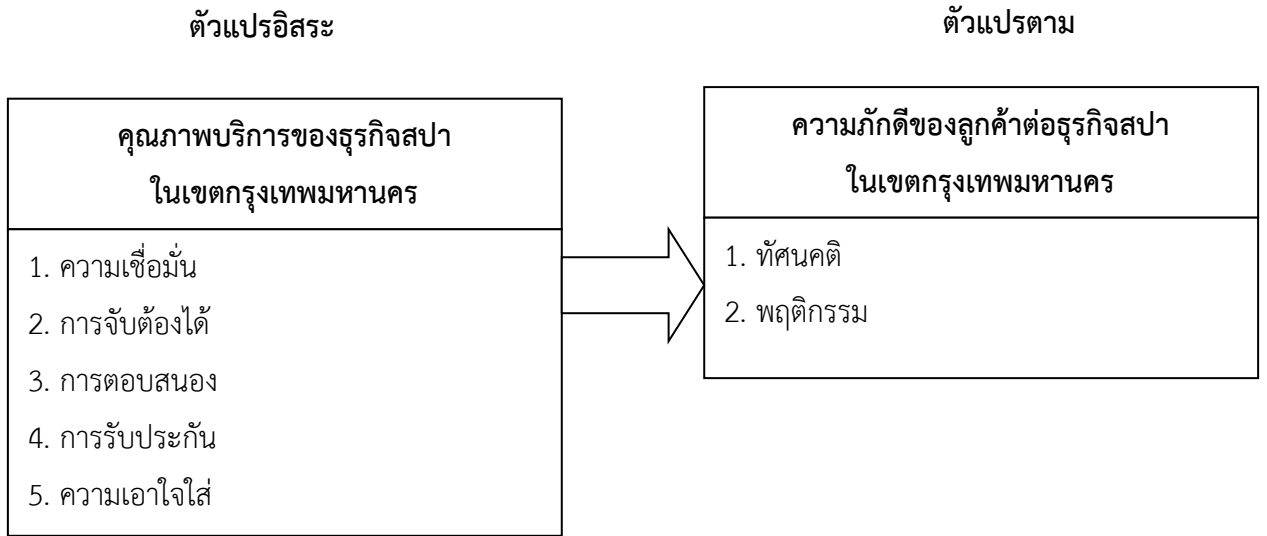 ตัวแปรอิสระ
ตัวแปรตาม
คุณภาพบริการของธุรกิจสปา
ในเขตกรุงเทพมหานคร
1. ความเชื่อมั่น
2. การจับต้องได้
3. การตอบสนอง
4. การรับประกัน
5. ความเอาใจใส่
ความภักดีของลูกค้าต่อธุรกิจสปา
ในเขตกรุงเทพมหานคร
1. ทัศนคติ
2. พฤติกรรม